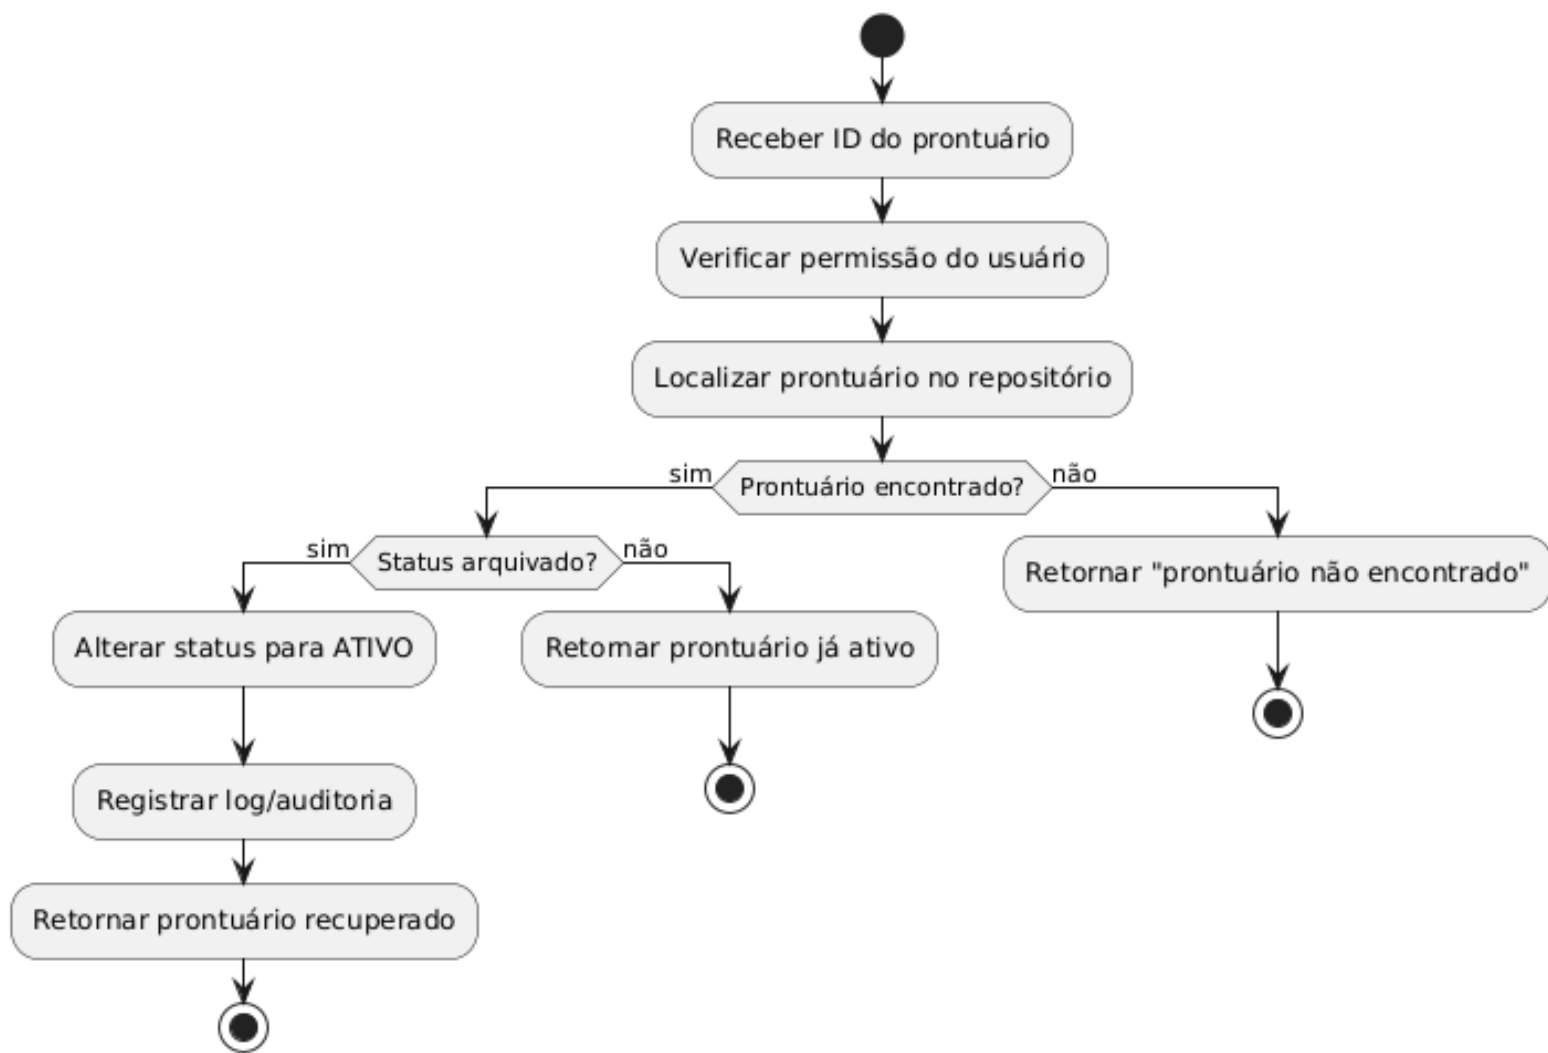 Receber ID do prontuário
Verificar permissão do usuário
Localizar prontuário no repositório
sim
Prontuário encontrado?
não
sim
Status arquivado?
não
Retornar "prontuário não encontrado"
Alterar status para ATIVO
Retornar prontuário já ativo
Registrar log/auditoria
Retornar prontuário recuperado